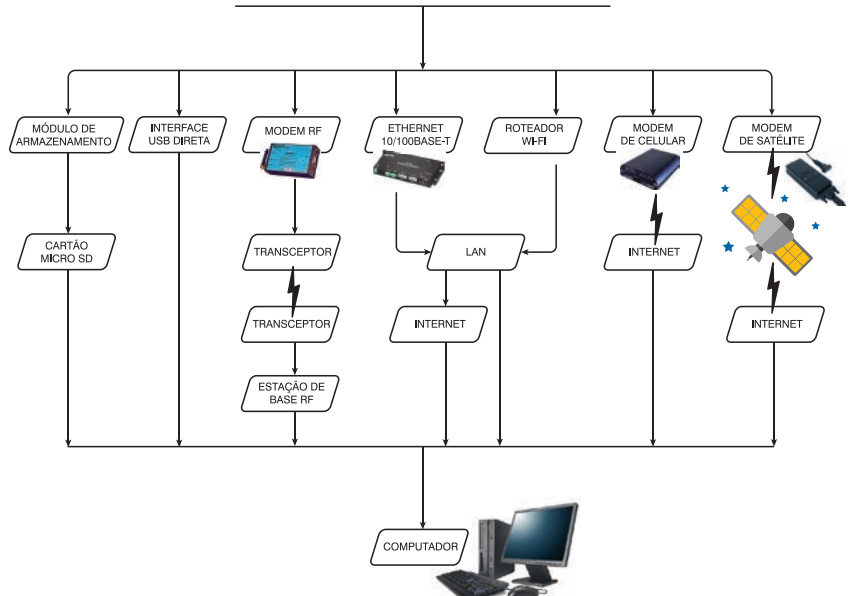 MÓDULO DE
ARMAZENAMENTO
INTERFACE
USB DIRETA
MODEM RF
ETHERNET
10/100BASE-T
ROTEADOR
WI-FI
MODEM
DE CELULAR
MODEM
DE SATÉLITE
CARTÃO
MICRO SD
TRANSCEPTOR
LAN
INTERNET
TRANSCEPTOR
INTERNET
INTERNET
ESTAÇÃO DE
BASE RF
COMPUTADOR